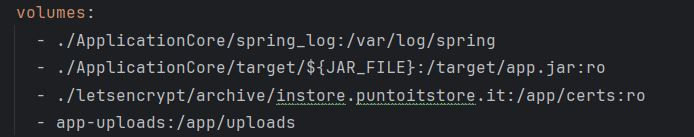 volumes:
- ./ApplicationCore/spring_log:/var/log/spring
- ./ApplicationCore/target/${JAR_FILE}:/target/app.jar:ro
- ./letsencrypt/archive/instore.puntoitstore.it:/app/certs:ro
- app-uploads:/app/uploads